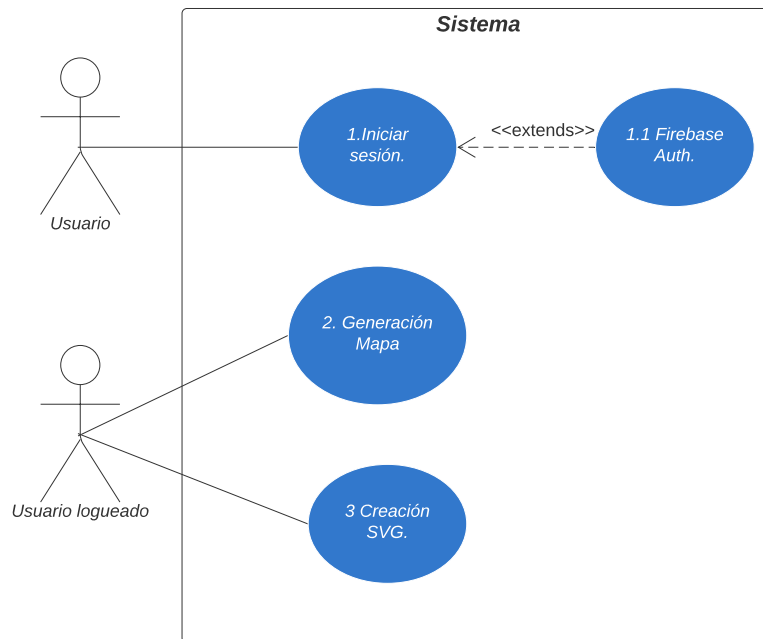 Sistema
1.Iniciar
sesión.
<<extends>>
1.1 Firebase
Auth.
Usuario
2. Generación
Mapa
Usuario logueado
3 Creación
SVG.